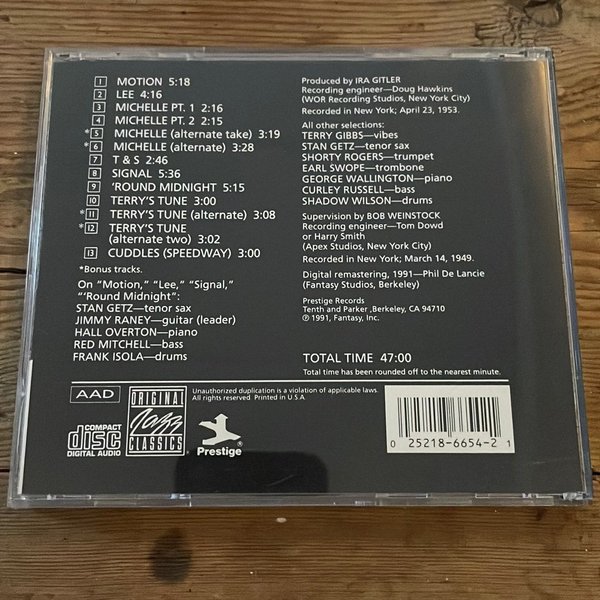 1 MOTION 5:18
2 LEE 4:16
3 MICHELLE PT. 1 2:16
4 MICHELLE PT. 2 2:15
*5 MICHELLE (alternate take) 3:19
*6 MICHELLE (alternate) 3:28
7 T & S 2:46
8 SIGNAL 5:36
9 'ROUND MIDNIGHT 5:15
10 TERRY'S TUNE 3:00
*11 TERRY'S TUNE (alternate) 3:08
*12 TERRY'S TUNE
(alternate two) 3:02
13 CUDDLES (SPEEDWAY) 3:00
*Bonus tracks.
On "Motion," "Lee," "Signal,"
"'Round Midnight":
STAN GETZ—tenor sax
JIMMY RANEY—guitar (leader)
HALL OVERTON—piano
RED MITCHELL—bass
FRANK ISOLA—drums
Produced by IRA GITLER
Recording engineer—Doug Hawkins
(WOR Recording Studios, New York City)
Recorded in New York; April 23, 1953.
All other selections:
TERRY GIBBS—vibes
STAN GETZ—tenor sax
SHORTY ROGERS—trumpet
EARL SWOPE—trombone
GEORGE WALLINGTON—piano
CURLEY RUSSELL—bass
SHADOW WILSON—drums
Supervision by BOB WEINSTOCK
Recording engineer—Tom Dowd
or Harry Smith
(Apex Studios, New York City)
Recorded in New York; March 14, 1949.
Digital remastering, 1991—Phil De Lancie
(Fantasy Studios, Berkeley)
Prestige Records
Tenth and Parker, Berkeley, CA 94710
℗ 1991, Fantasy, Inc.
TOTAL TIME 47:00
Total time has been rounded off to the nearest minute.
AAD
COMPACT
disc
DIGITAL AUDIO
ORIGINAL
Jazz
CLASSICS
Unauthorized duplication is a violation of applicable laws.
All rights reserved. Printed in U.S.A.
Prestige®
0 25218-6654-2 1